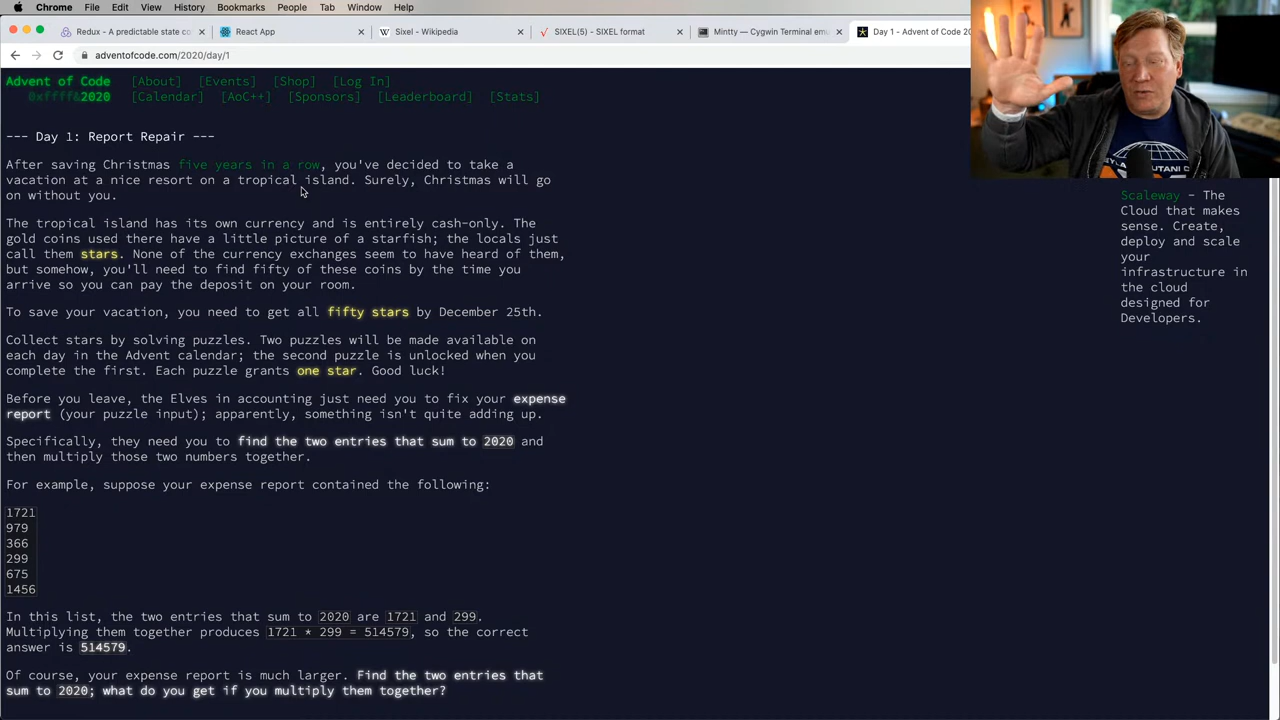 Chrome File Edit View History Bookmarks People Tab Window Help
Redux - A predictable state co
React App
Sixel - Wikipedia
SIXEL(5) - SIXEL format
Mintty — Cygwin Terminal emu
Day 1 - Advent of Code 20
adventofcode.com/2020/day/1
Advent of Code [About] [Events] [Shop] [Log In]
0xffff&2020 [Calendar] [AoC++] [Sponsors] [Leaderboard] [Stats]
--- Day 1: Report Repair ---
After saving Christmas five years in a row, you've decided to take a
vacation at a nice resort on a tropical island. Surely, Christmas will go
on without you.
The tropical island has its own currency and is entirely cash-only. The
gold coins used there have a little picture of a starfish; the locals just
call them stars. None of the currency exchanges seem to have heard of them,
but somehow, you'll need to find fifty of these coins by the time you
arrive so you can pay the deposit on your room.
To save your vacation, you need to get all fifty stars by December 25th.
Collect stars by solving puzzles. Two puzzles will be made available on
each day in the Advent calendar; the second puzzle is unlocked when you
complete the first. Each puzzle grants one star. Good luck!
Before you leave, the Elves in accounting just need you to fix your expense
report (your puzzle input); apparently, something isn't quite adding up.
Specifically, they need you to find the two entries that sum to 2020 and
then multiply those two numbers together.
For example, suppose your expense report contained the following:
1721
979
366
299
675
1456
In this list, the two entries that sum to 2020 are 1721 and 299.
Multiplying them together produces 1721 * 299 = 514579, so the correct
answer is 514579.
Of course, your expense report is much larger. Find the two entries that
sum to 2020; what do you get if you multiply them together?
Scaleway - The
Cloud that makes
sense. Create,
deploy and scale
your
infrastructure in
the cloud
designed for
Developers.